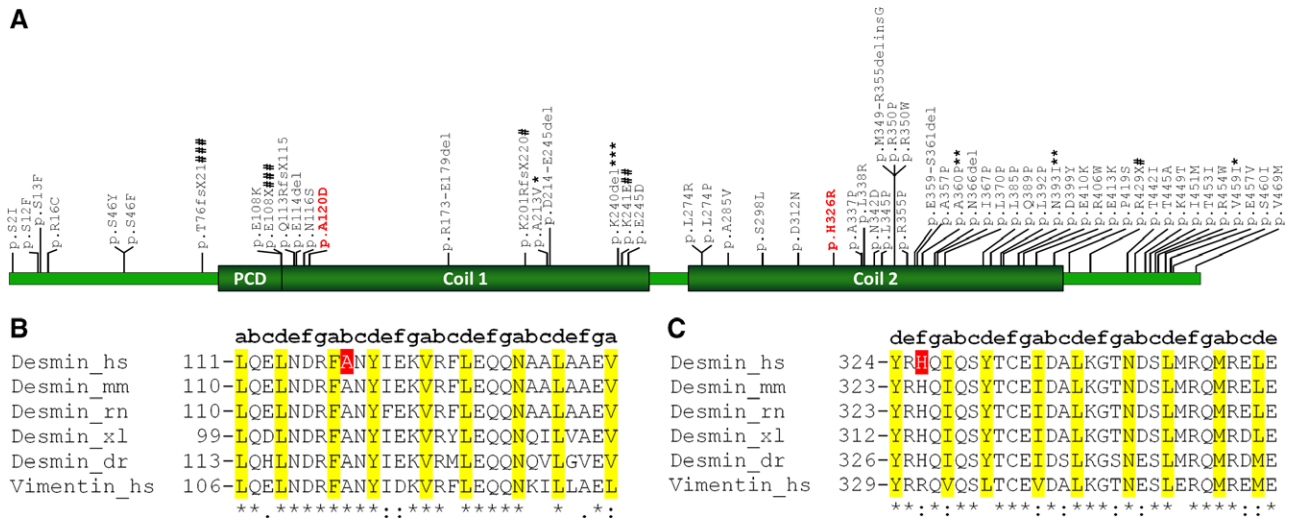 A
p.S2I
p.S12F
p.S13F
p.R16C
p.S46Y
p.S46F
p.T76fsX21###
p.E108K
p.E108X###
p.Q113RfsX115
p.E114del
p.N116S
p.A120D
p.R173-E179del
p.K201RfsX220#
p.A213V*
p.D214-E245del
p.K240del***
p.K241E##
p.E245D
p.L274R
p.L274P
p.A285V
p.S298L
p.D312N
p.H326R
p.A337P
p.L338R
p.N342D
p.L345P
p.M349-R355delinsG
p.R350P
p.R350W
p.R355P
p.E359-S361del
p.A357P
p.A360P**
p.N366del
p.I367F
p.L370P
p.L385P
p.Q389P
p.L392P
p.N393I**
p.D399Y
p.R406W
p.E410K
p.E413K
p.P419S
p.R429X#
p.T442I
p.T445A
p.K449T
p.I451M
p.T453I
p.R454W
p.E457V
p.V459I*
p.S460I
p.V469M
PCD Coil 1 Coil 2
B
abcdefgabcdefgabcdefgabcdefga
Desmin_hs 111-LQELNDRFANYIEKVRFLEQQNAALAAEV
Desmin_mm 110-LQELNDRFANYIEKVRFLEQQNAALAAEV
Desmin_rn 110-LQELNDRFANYFEKVRFLEQQNAALAAEV
Desmin_xl 99-LQDLNDRFANYIEKVRYLEQQNQILVAEV
Desmin_dr 113-LQHLNDRFANYIEKVRMLEQQNQVLGVEV
Vimentin_hs 106-LQELNDRFANYIDKVRFLEQQNKILLAEL
**.********::*** *****  * .*:
C
defgabcdefgabcdefgabcdefgabcde
Desmin_hs 324-YRHQIQSYTCEIDALKGTNDSLMRQMRELE
Desmin_mm 323-YRHQIQSYTCEIDALKGTNDSLMRQMRELE
Desmin_rn 323-YRHQIQSYTCEIDALKGTNDSLMRQMRELE
Desmin_xl 312-YRHQIQSYTCEIDALKGTNDSLMRQMRDLE
Desmin_dr 326-YRHQIQSYTCEIDSLKGSNESLMRQMRDME
Vimentin_hs 329-YRRQVQSLTCEVDALKGTNESLERQMREME
**:*:** ***:*:***:*:** ****::*